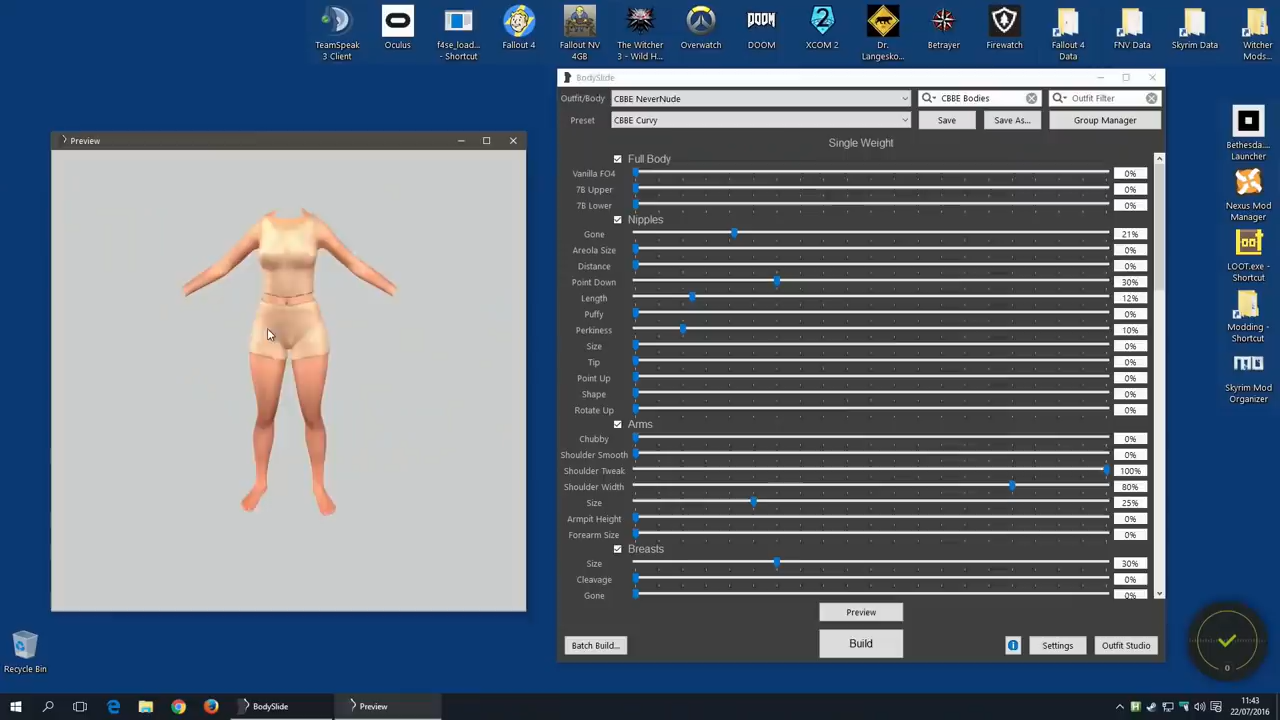 TeamSpeak 3 Client
Oculus
f4se_load... - Shortcut
Fallout 4
Fallout NV 4GB
The Witcher 3 - Wild H...
Overwatch
DOOM
XCOM 2
Dr. Langesko...
Betrayer
Firewatch
Fallout 4 Data
FNV Data
Skyrim Data
Witcher Mods...
BodySlide
Outfit/Body
CBBE NeverNude
CBBE Bodies
Outfit Filter
Preset
CBBE Curvy
Save
Save As...
Group Manager
Single Weight
Full Body
Vanilla FO4 0%
7B Upper 0%
7B Lower 0%
Nipples
Gone 21%
Areola Size 0%
Distance 0%
Point Down 30%
Length 12%
Puffy 0%
Perkiness 10%
Size 0%
Tip 0%
Point Up 0%
Shape 0%
Rotate Up 0%
Arms
Chubby 0%
Shoulder Smooth 0%
Shoulder Tweak 100%
Shoulder Width 80%
Size 25%
Armpit Height 0%
Forearm Size 0%
Breasts
Size 30%
Cleavage 0%
Gone 0%
Preview
Batch Build...
Build
Settings
Outfit Studio
Preview
Bethesda.... Launcher
Nexus Mod Manager
LOOT.exe - Shortcut
Modding - Shortcut
Skyrim Mod Organizer
MO
0
Recycle Bin
BodySlide
Preview
11:43
22/07/2016